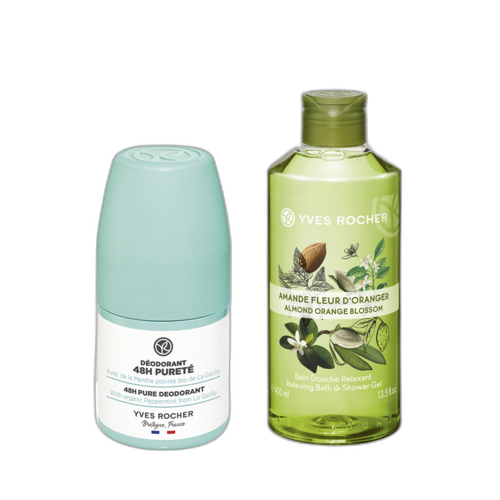 DÉODORANT
48H PURETÉ
Avec de la Menthe poivrée bio de La Gacilly
48H PURE DEODORANT
With organic Peppermint from La Gacilly
YVES ROCHER
Bretagne, France
YVES ROCHER
AMANDE FLEUR D'ORANGER
ALMOND ORANGE BLOSSOM
Bain Douche Relaxant
Relaxing Bath & Shower Gel
℮ 400 ml
13.5 fl.oz.